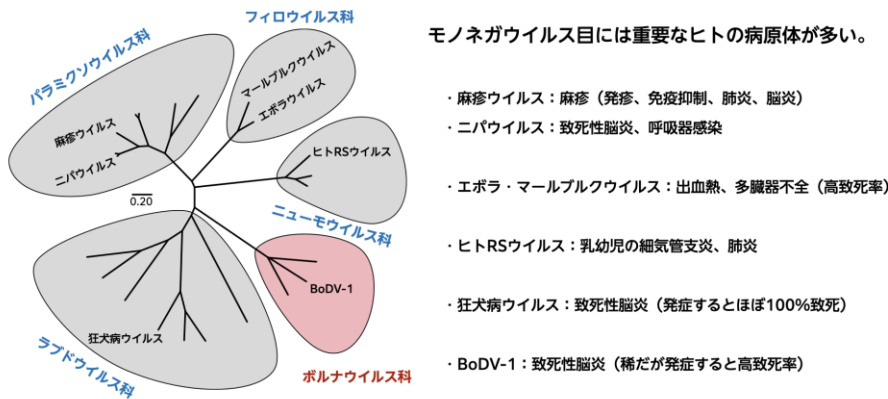 フィロウイルス科
パラミクソウイルス科
マールブルクウイルス
エボラウイルス
麻疹ウイルス
ニパウイルス
ヒトRSウイルス
0.20
ニューモウイルス科
BoDV-1
狂犬病ウイルス
ラブドウイルス科
ボルナウイルス科
モノネガウイルス目には重要なヒトの病原体が多い。
・麻疹ウイルス：麻疹（発疹、免疫抑制、肺炎、脳炎）
・ニパウイルス：致死性脳炎、呼吸器感染
・エボラ・マールブルクウイルス：出血熱、多臓器不全（高致死率）
・ヒトRSウイルス：乳幼児の細気管支炎、肺炎
・狂犬病ウイルス：致死性脳炎（発症するとほぼ100%致死）
・BoDV-1：致死性脳炎（稀だが発症すると高致死率）